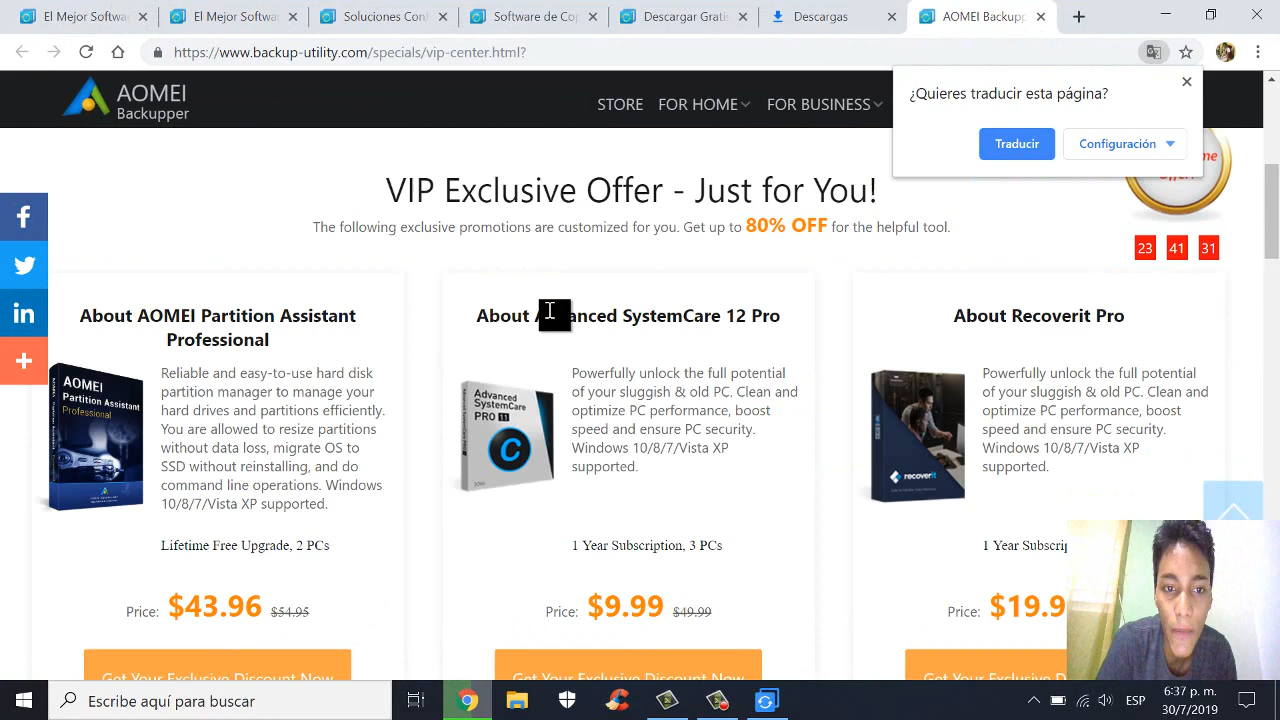 El Mejor Software
El Mejor Software
Soluciones Conf
Software de Cop
Descargar Gratis
Descargas
AOMEI Backupp
https://www.backup-utility.com/specials/vip-center.html?
AOMEI
Backupper
STORE
FOR HOME
FOR BUSINESS
¿Quieres traducir esta página?
Traducir
Configuración
me
VIP Exclusive Offer - Just for You!
The following exclusive promotions are customized for you. Get up to 80% OFF for the helpful tool.
23 41 31
About AOMEI Partition Assistant
Professional
AOMEI
Partition Assistant
Professional
Reliable and easy-to-use hard disk
partition manager to manage your
hard drives and partitions efficiently.
You are allowed to resize partitions
without data loss, migrate OS to
SSD without reinstalling, and do
command line operations. Windows
10/8/7/Vista XP supported.
Lifetime Free Upgrade, 2 PCs
Price: $43.96 $54.95
Get Your Exclusive Discount Now
About Advanced SystemCare 12 Pro
Advanced
SystemCare
PRO 11
Powerfully unlock the full potential
of your sluggish & old PC. Clean and
optimize PC performance, boost
speed and ensure PC security.
Windows 10/8/7/Vista XP
supported.
1 Year Subscription, 3 PCs
Price: $9.99 $49.99
Get Your Exclusive Discount Now
About Recoverit Pro
recoverit
Powerfully unlock the full potential
of your sluggish & old PC. Clean and
optimize PC performance, boost
speed and ensure PC security.
Windows 10/8/7/Vista XP
supported.
1 Year Subscrip
Price: $19.9
Get Your Ex
Escribe aquí para buscar
ESP
6:37 p. m.
30/7/2019